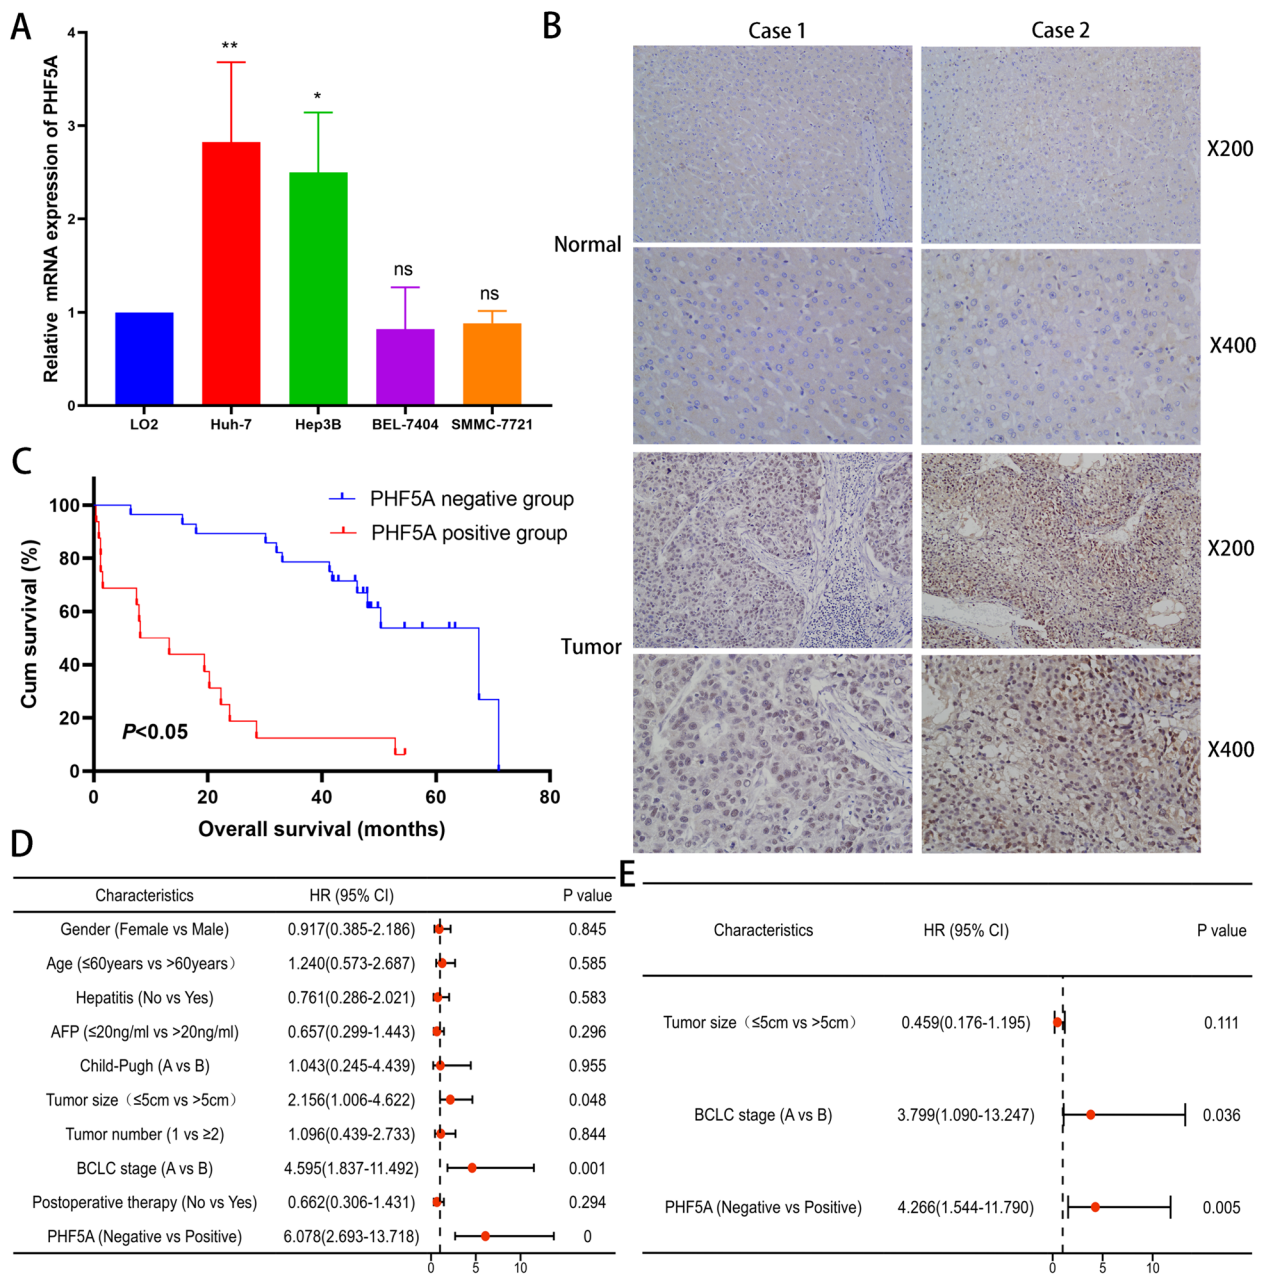 A
Relative mRNA expression of PHF5A
4
3
2
1
0
**
*
ns
ns
LO2 Huh-7 Hep3B BEL-7404 SMMC-7721
B
Case 1 Case 2
Normal
X200
X400
Tumor
X200
X400
C
Cum survival (%)
100
80
60
40
20
0
PHF5A negative group
PHF5A positive group
P<0.05
0 20 40 60 80
Overall survival (months)
D
Characteristics HR (95% CI) P value
Gender (Female vs Male) 0.917(0.385-2.186) 0.845
Age (≤60years vs >60years） 1.240(0.573-2.687) 0.585
Hepatitis (No vs Yes) 0.761(0.286-2.021) 0.583
AFP (≤20ng/ml vs >20ng/ml) 0.657(0.299-1.443) 0.296
Child-Pugh (A vs B) 1.043(0.245-4.439) 0.955
Tumor size（≤5cm vs >5cm） 2.156(1.006-4.622) 0.048
Tumor number (1 vs ≥2) 1.096(0.439-2.733) 0.844
BCLC stage (A vs B) 4.595(1.837-11.492) 0.001
Postoperative therapy (No vs Yes) 0.662(0.306-1.431) 0.294
PHF5A (Negative vs Positive) 6.078(2.693-13.718) 0
0 5 10
E
Characteristics HR (95% CI) P value
Tumor size（≤5cm vs >5cm） 0.459(0.176-1.195) 0.111
BCLC stage (A vs B) 3.799(1.090-13.247) 0.036
PHF5A (Negative vs Positive) 4.266(1.544-11.790) 0.005
0 5 10